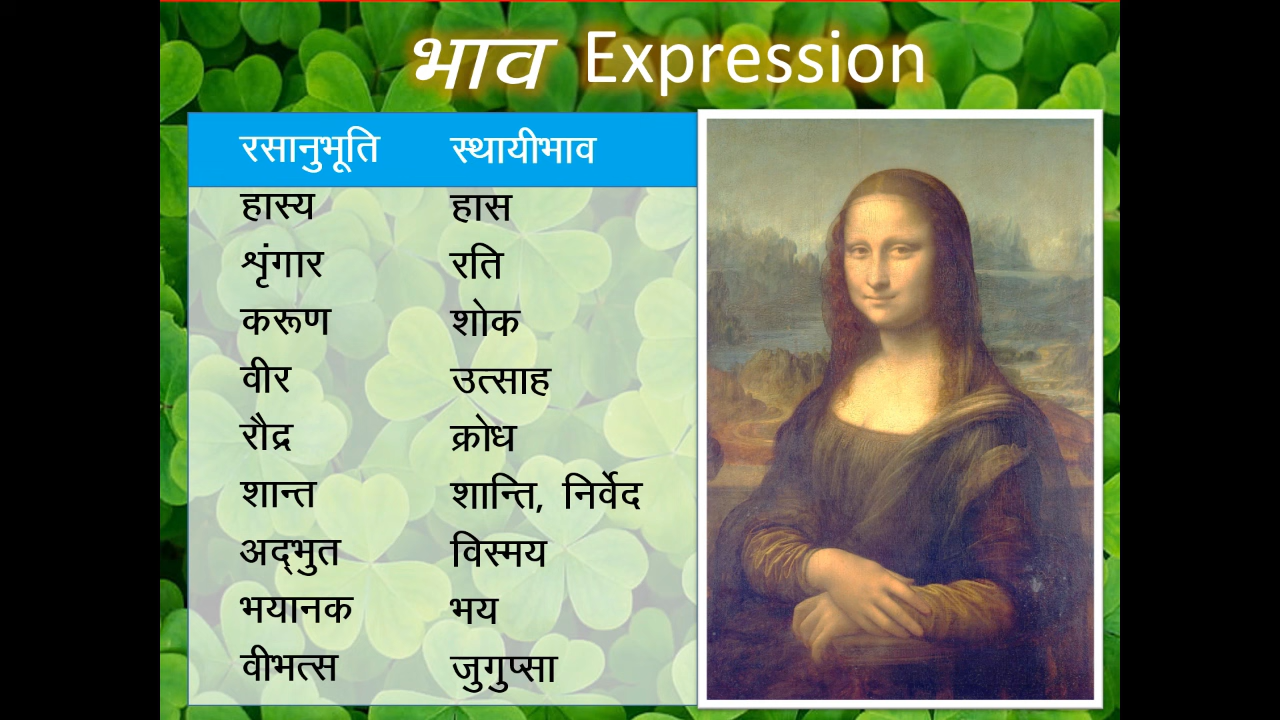 भाव Expression
रसानुभूति स्थायीभाव
हास्य हास
शृंगार रति
करूण शोक
वीर उत्साह
रौद्र क्रोध
शान्त शान्ति, निर्वेद
अद्‌भुत विस्मय
भयानक भय
वीभत्स जुगुप्सा